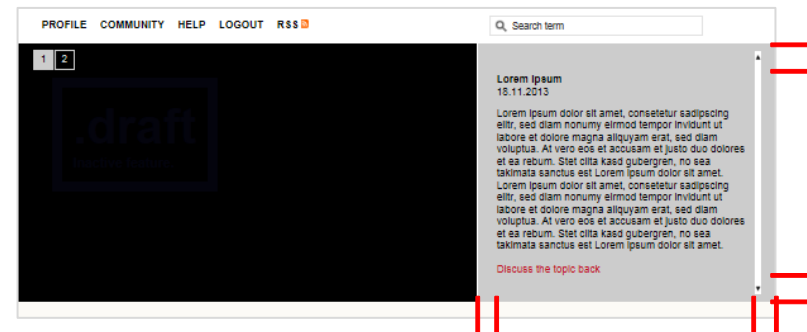 PROFILE COMMUNITY HELP LOGOUT RSS
Search term
1 2
.draft
Lorem Ipsum
18.11.2013
Lorem ipsum dolor sit amet, consetetur sadipscing
elitr, sed diam nonumy eirmod tempor invidunt ut
labore et dolore magna aliquyam erat, sed diam
voluptua. At vero eos et accusam et justo duo dolores
et ea rebum. Stet clita kasd gubergren, no sea
takimata sanctus est Lorem ipsum dolor sit amet.
Lorem ipsum dolor sit amet, consetetur sadipscing
elitr, sed diam nonumy eirmod tempor invidunt ut
labore et dolore magna aliquyam erat, sed diam
voluptua. At vero eos et accusam et justo duo dolores
et ea rebum. Stet clita kasd gubergren, no sea
takimata sanctus est Lorem ipsum dolor sit amet.
Discuss the topic back